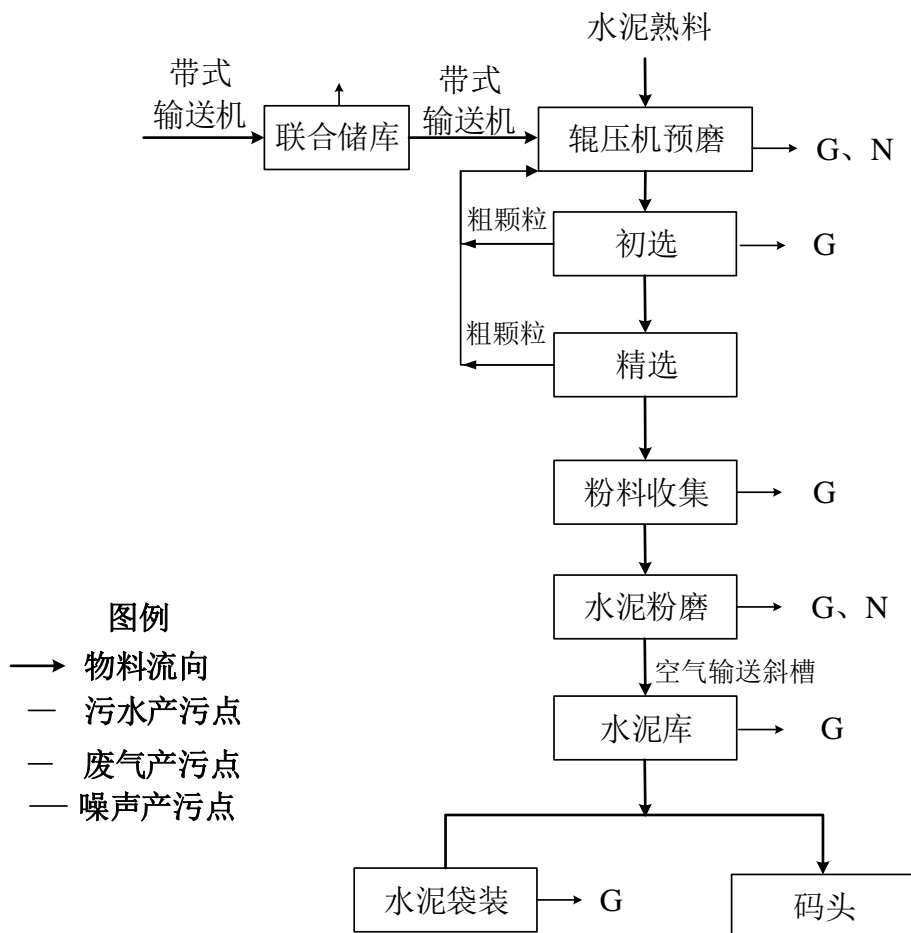 水泥熟料
带式
输送机
联合储库
带式
输送机
辊压机预磨
G、N
粗颗粒
初选
G
粗颗粒
精选
粉料收集
G
水泥粉磨
G、N
空气输送斜槽
水泥库
G
图例
物料流向
污水产污点
废气产污点
噪声产污点
水泥袋装
G
码头